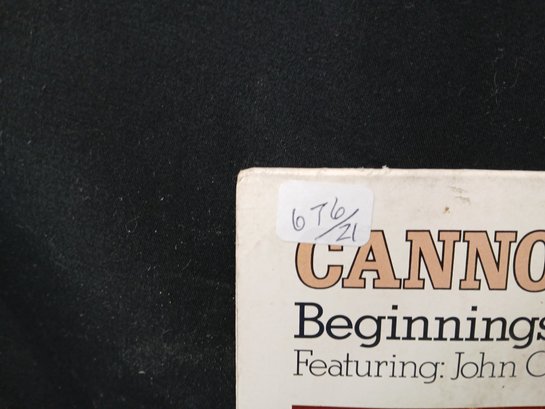 6T6/21
CANNO
Beginnings
Featuring: John C